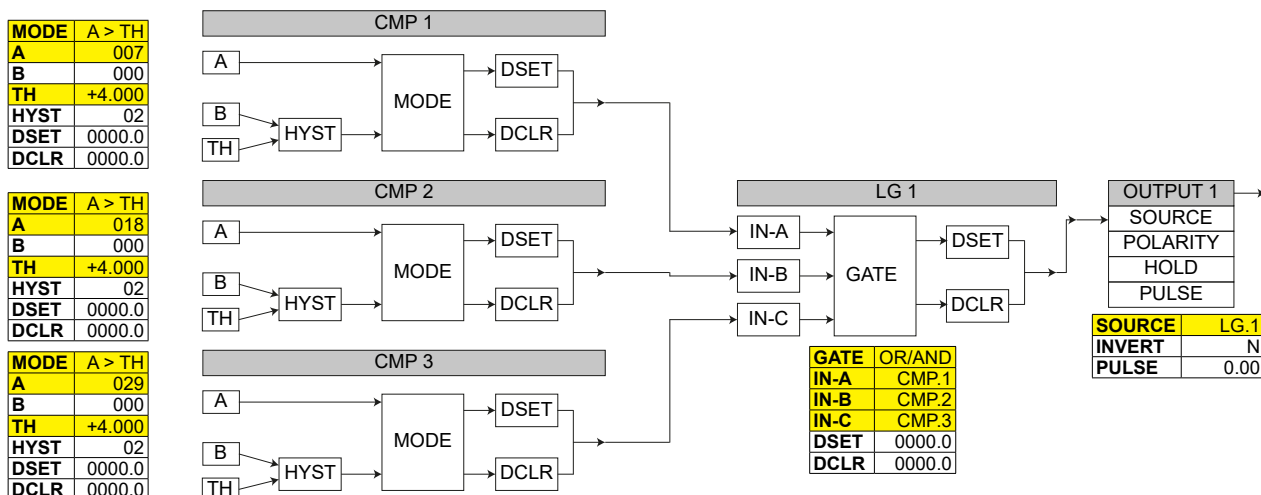 MODE A > TH
A 007
B 000
TH +4.000
HYST 02
DSET 0000.0
DCLR 0000.0
CMP 1
A
B
TH
HYST
MODE
DSET
DCLR
MODE A > TH
A 018
B 000
TH +4.000
HYST 02
DSET 0000.0
DCLR 0000.0
CMP 2
A
B
TH
HYST
MODE
DSET
DCLR
MODE A > TH
A 029
B 000
TH +4.000
HYST 02
DSET 0000.0
DCLR 0000.0
CMP 3
A
B
TH
HYST
MODE
DSET
DCLR
LG 1
IN-A
IN-B
IN-C
GATE
DSET
DCLR
GATE OR/AND
IN-A CMP.1
IN-B CMP.2
IN-C CMP.3
DSET 0000.0
DCLR 0000.0
OUTPUT 1
SOURCE
POLARITY
HOLD
PULSE
SOURCE LG.1
INVERT N
PULSE 0.00